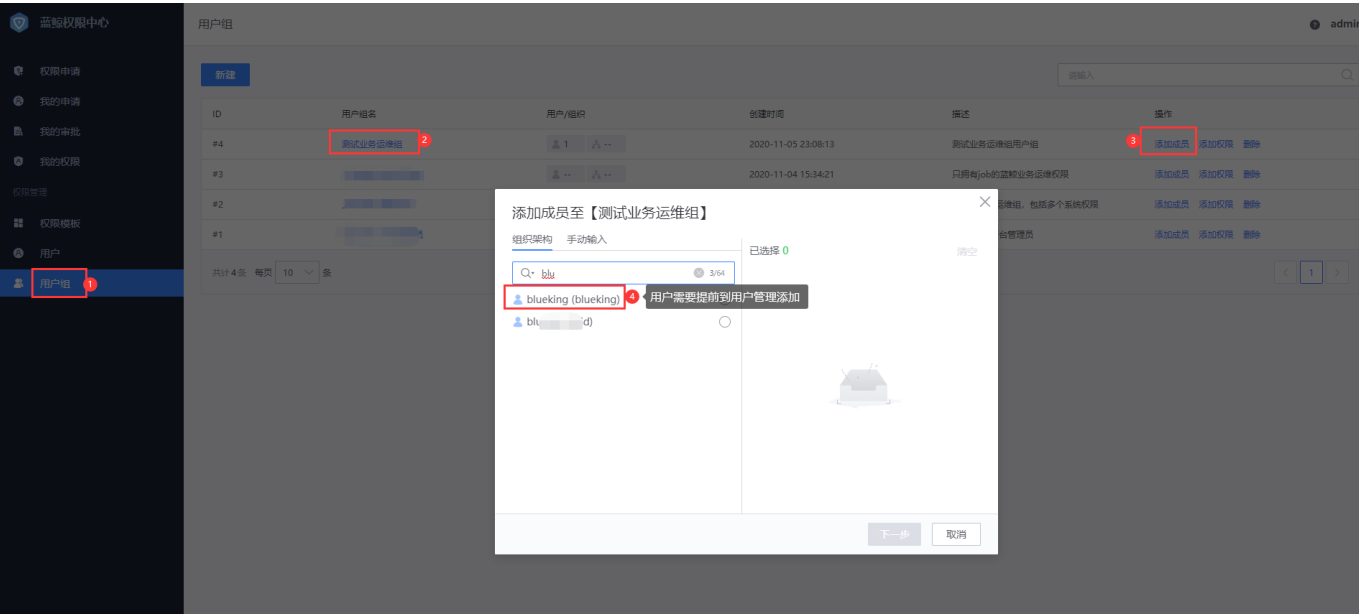 蓝鲸权限中心
用户组
admin
权限申请
我的申请
我的审批
我的权限
权限管理
权限模板
用户
用户组 1
新建
请输入
ID 用户组名 用户/组织 创建时间 描述 操作
#4 测试业务运维组 2 1 -- 2020-11-05 23:08:13 测试业务运维组用户组 3 添加成员 添加权限 删除
#3 -- -- 2020-11-04 15:34:21 只拥有job的蓝鲸业务运维权限 添加成员 添加权限 删除
#2 运维组，包括多个系统权限 添加成员 添加权限 删除
#1 台管理员 添加成员 添加权限 删除
共计4条 每页 10 条 1
添加成员至【测试业务运维组】
组织架构 手动输入
已选择 0 清空
blu 3/64
blueking (blueking) 4 用户需要提前到用户管理添加
blu d)
下一步 取消